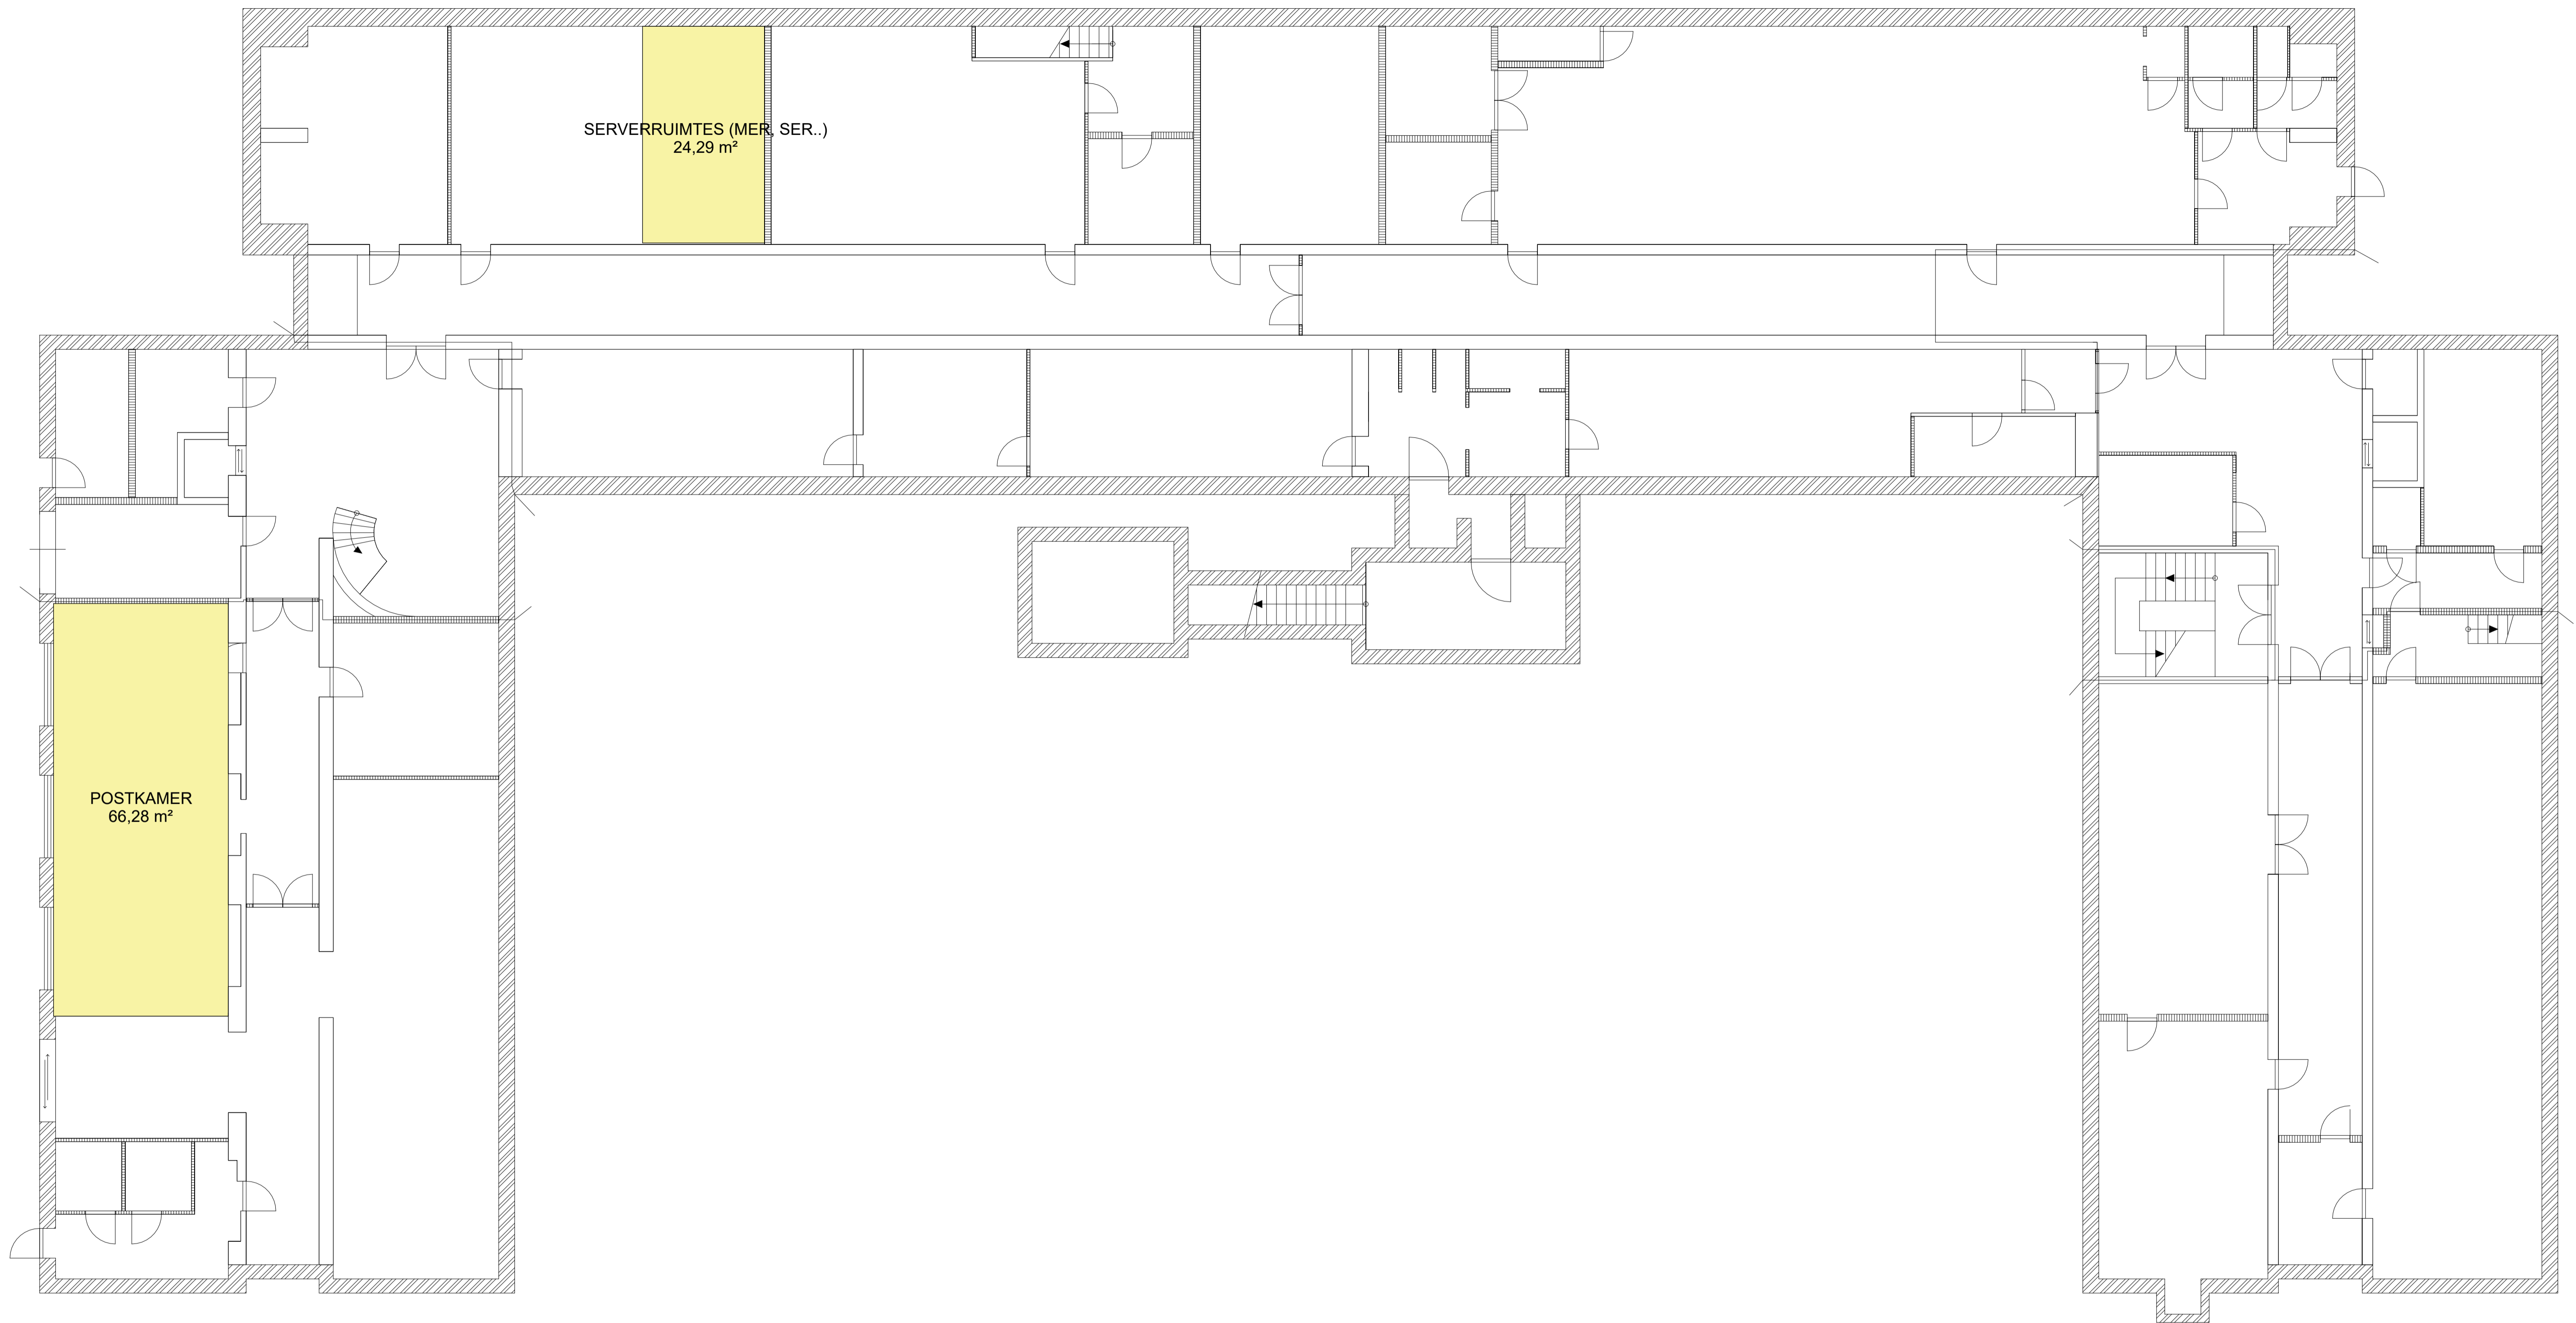 SERVERRUIMTES (MER, SER..)
24,29 m²
POSTKAMER
66,28 m²